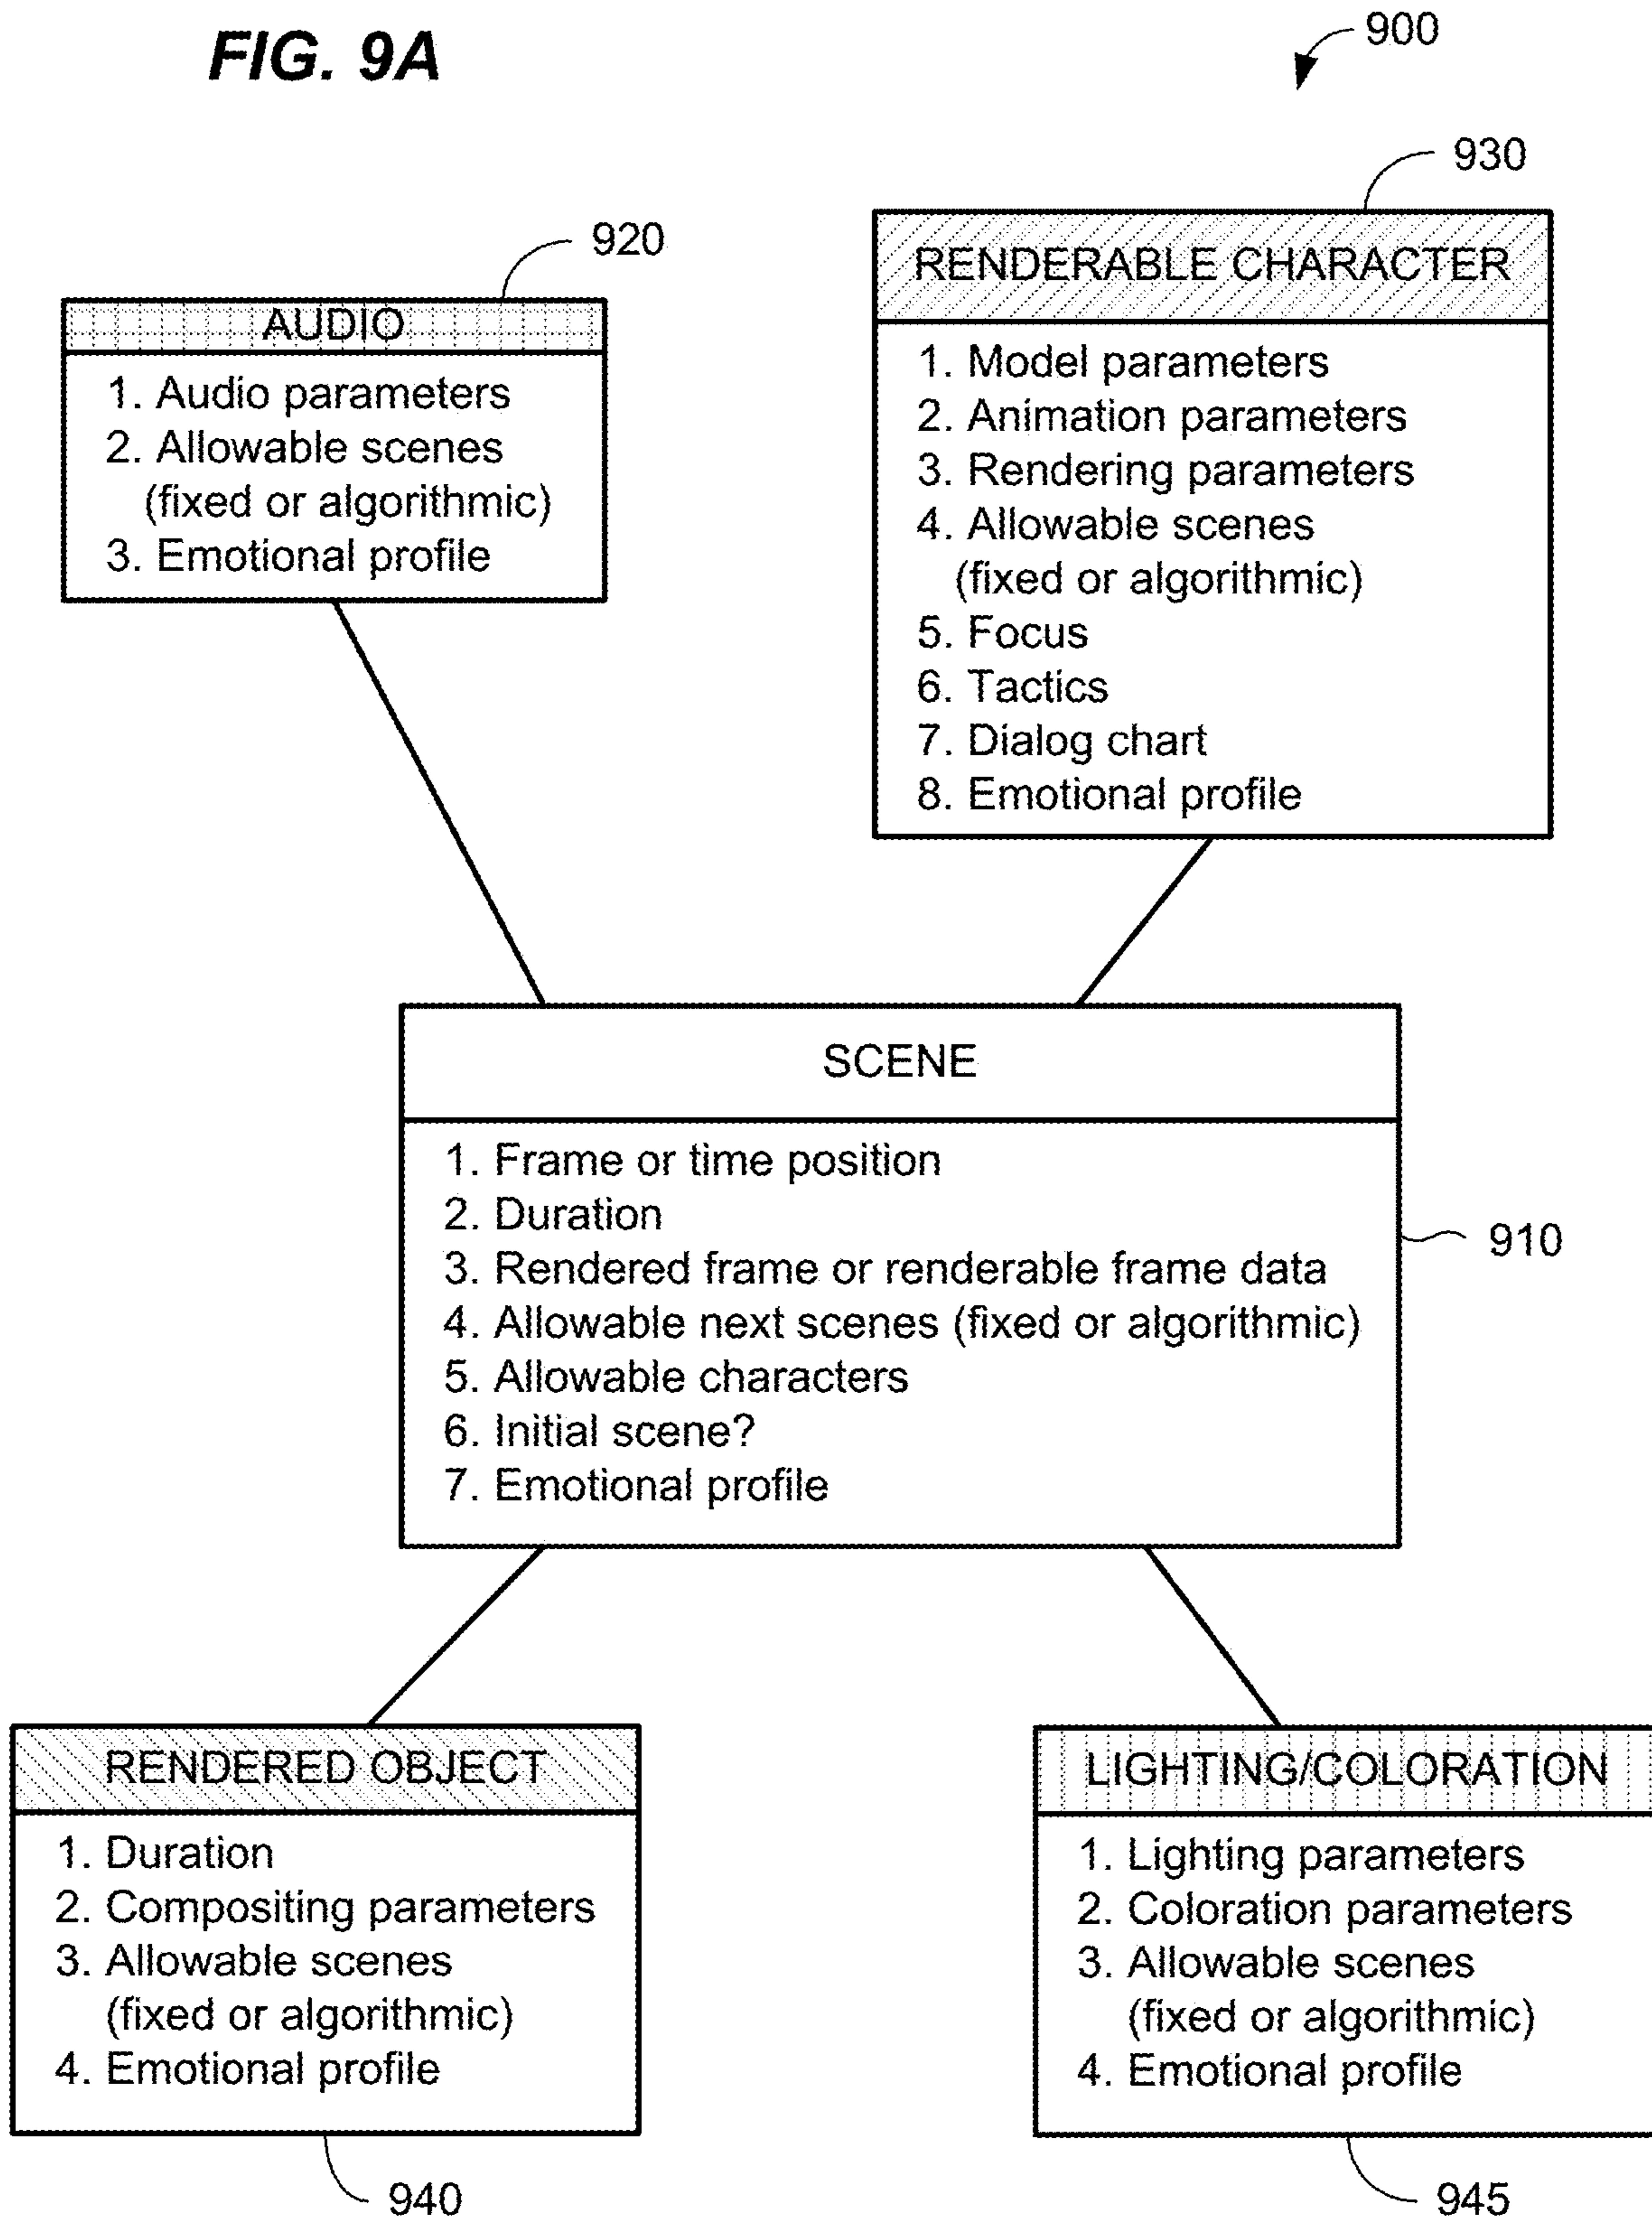 FIG. 9A
900
930
920
RENDERABLE CHARACTER
1. Model parameters
2. Animation parameters
3. Rendering parameters
4. Allowable scenes
(fixed or algorithmic)
5. Focus
6. Tactics
7. Dialog chart
8. Emotional profile
AUDIO
1. Audio parameters
2. Allowable scenes
(fixed or algorithmic)
3. Emotional profile
SCENE
1. Frame or time position
2. Duration
3. Rendered frame or renderable frame data
4. Allowable next scenes (fixed or algorithmic)
5. Allowable characters
6. Initial scene?
7. Emotional profile
910
RENDERED OBJECT
1. Duration
2. Compositing parameters
3. Allowable scenes
(fixed or algorithmic)
4. Emotional profile
940
LIGHTING/COLORATION
1. Lighting parameters
2. Coloration parameters
3. Allowable scenes
(fixed or algorithmic)
4. Emotional profile
945